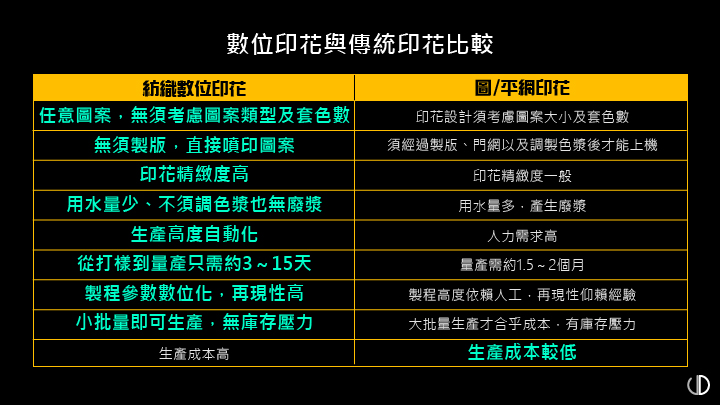 數位印花與傳統印花比較
紡織數位印花 圖/平網印花
任意圖案，無須考慮圖案類型及套色數 印花設計須考慮圖案大小及套色數
無須製版，直接噴印圖案 須經過製版、門網以及調製色漿後才能上機
印花精緻度高 印花精緻度一般
用水量少、不須調色漿也無廢漿 用水量多，產生廢漿
生產高度自動化 人力需求高
從打樣到量產只需約3～15天 量產需約1.5～2個月
製程參數數位化，再現性高 製程高度依賴人工，再現性仰賴經驗
小批量即可生產，無庫存壓力 大批量生產才合乎成本，有庫存壓力
生產成本高 生產成本較低